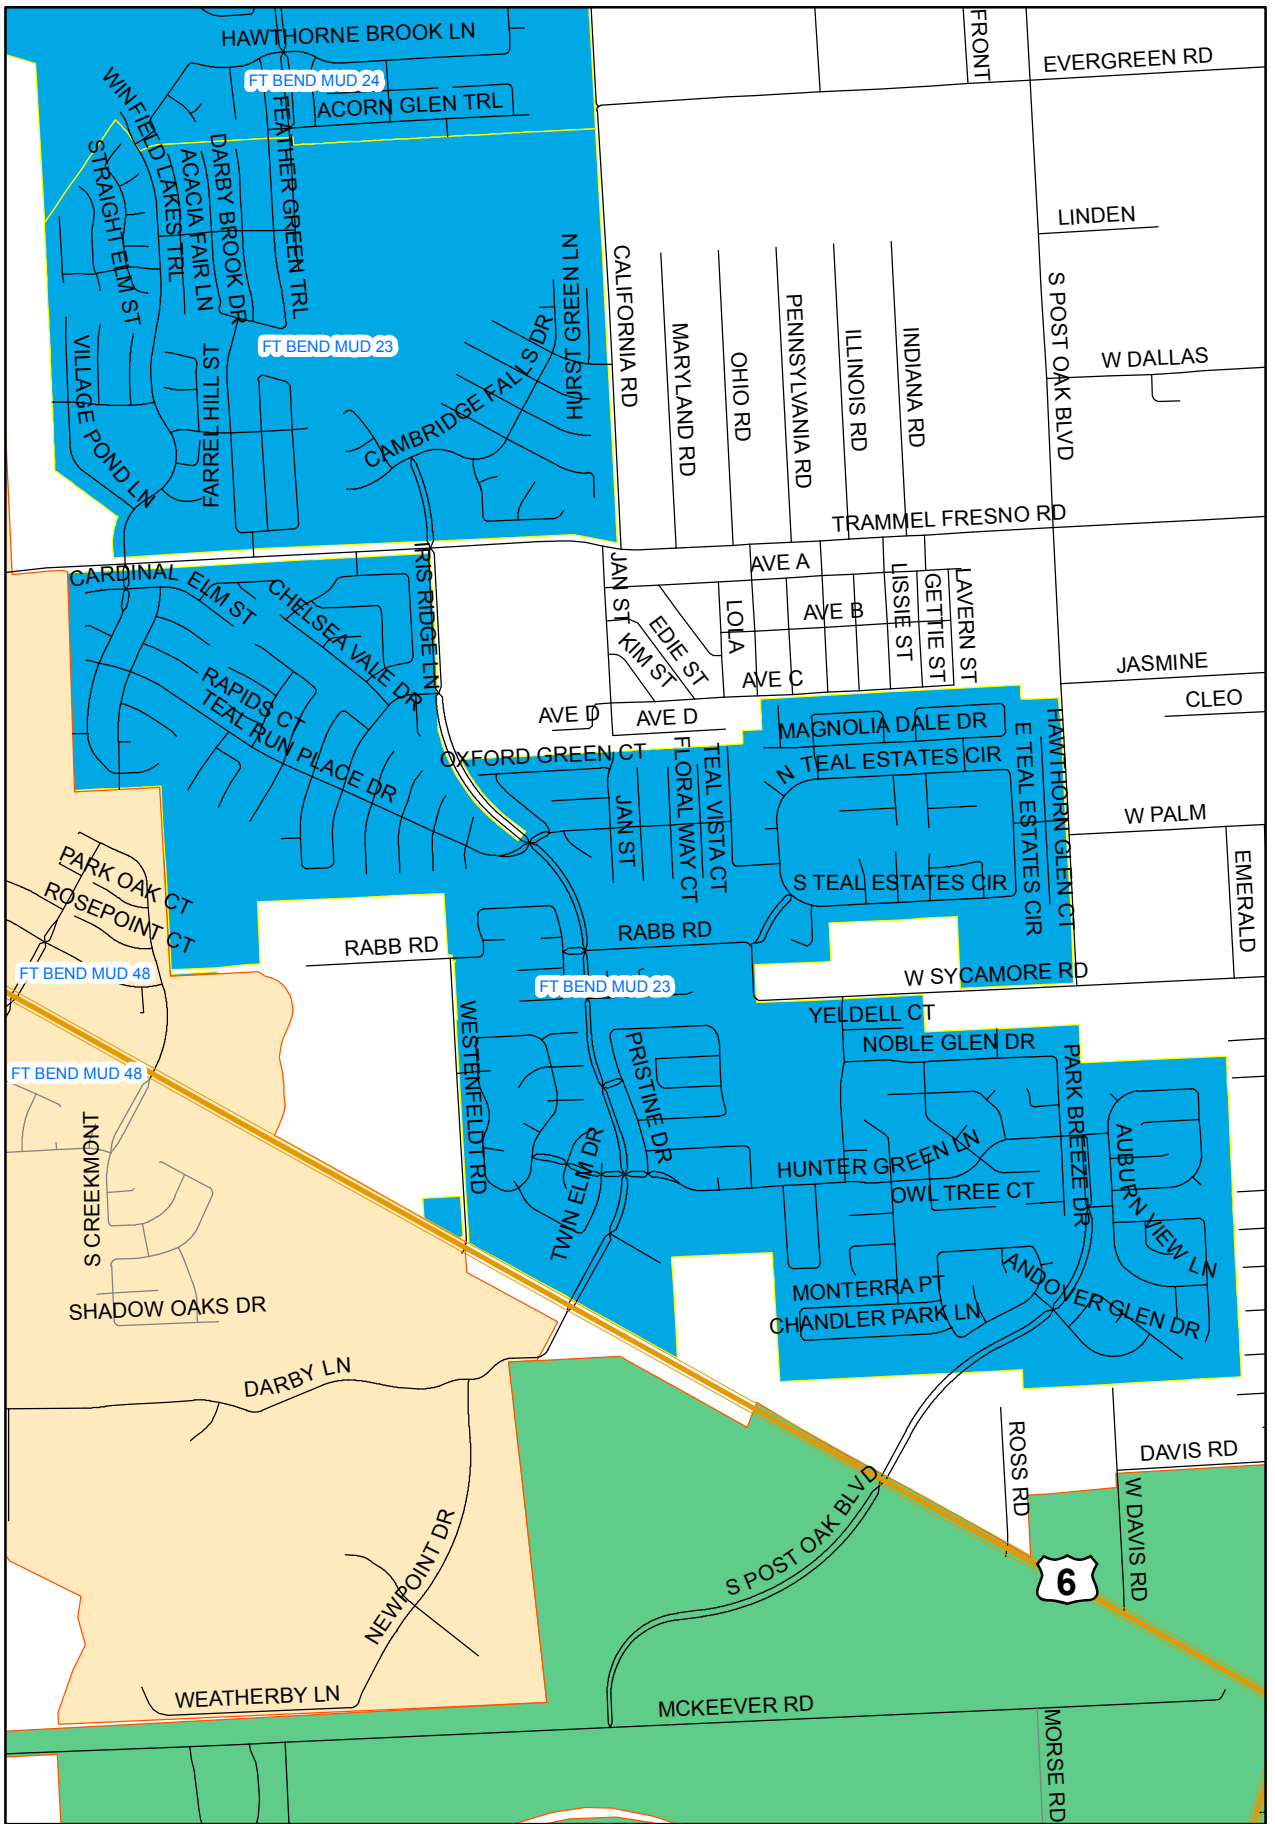 HAWTHORNE BROOK LN
FRONT
EVERGREEN RD
FT BEND MUD 24
ACORN GLEN TRL
WINFIELD LAKES TRL
FEATHER GREEN TRL
DARBY BROOK DR
ACACIA FAIR LN
STRAIGHT ELM ST
LINDEN
HURST GREEN LN
CALIFORNIA RD
S POST OAK BLVD
PENNSYLVANIA RD
MARYLAND RD
OHIO RD
ILLINOIS RD
INDIANA RD
VILLAGE POND LN
FARREL HILL ST
FT BEND MUD 23
CAMBRIDGE FALLS DR
W DALLAS
TRAMMEL FRESNO RD
CARDINAL ELM ST
CHELSEA VALE DR
IRIS RIDGE LN
JAN ST
AVE A
LISSIE ST
GETTIE ST
LAVERN ST
LOLA
AVE B
EDIE ST
KIM ST
JASMINE
RAPIDS CT
TEAL RUN PLACE DR
AVE C
CLEO
AVE D
AVE D
MAGNOLIA DALE DR
OXFORD GREEN CT
N TEAL ESTATES CIR
E TEAL ESTATES CIR
HAWTHORN GLEN CT
JAN ST
FLORAL WAY CT
TEAL VISTA CT
W PALM
PARK OAK CT
ROSEPOINT CT
S TEAL ESTATES CIR
EMERALD
RABB RD
RABB RD
FT BEND MUD 48
FT BEND MUD 23
W SYCAMORE RD
YELDELL CT
NOBLE GLEN DR
WESTENFELDT RD
PRISTINE DR
PARK BREEZE DR
FT BEND MUD 48
S CREEKMONT
TWIN ELM DR
HUNTER GREEN LN
OWL TREE CT
AUBURN VIEW LN
MONTERRA PT
ANDOVER GLEN DR
CHANDLER PARK LN
SHADOW OAKS DR
DARBY LN
ROSS RD
DAVIS RD
W DAVIS RD
S POST OAK BLVD
NEWPOINT DR
6
WEATHERBY LN
MCKEEVER RD
MORSE RD